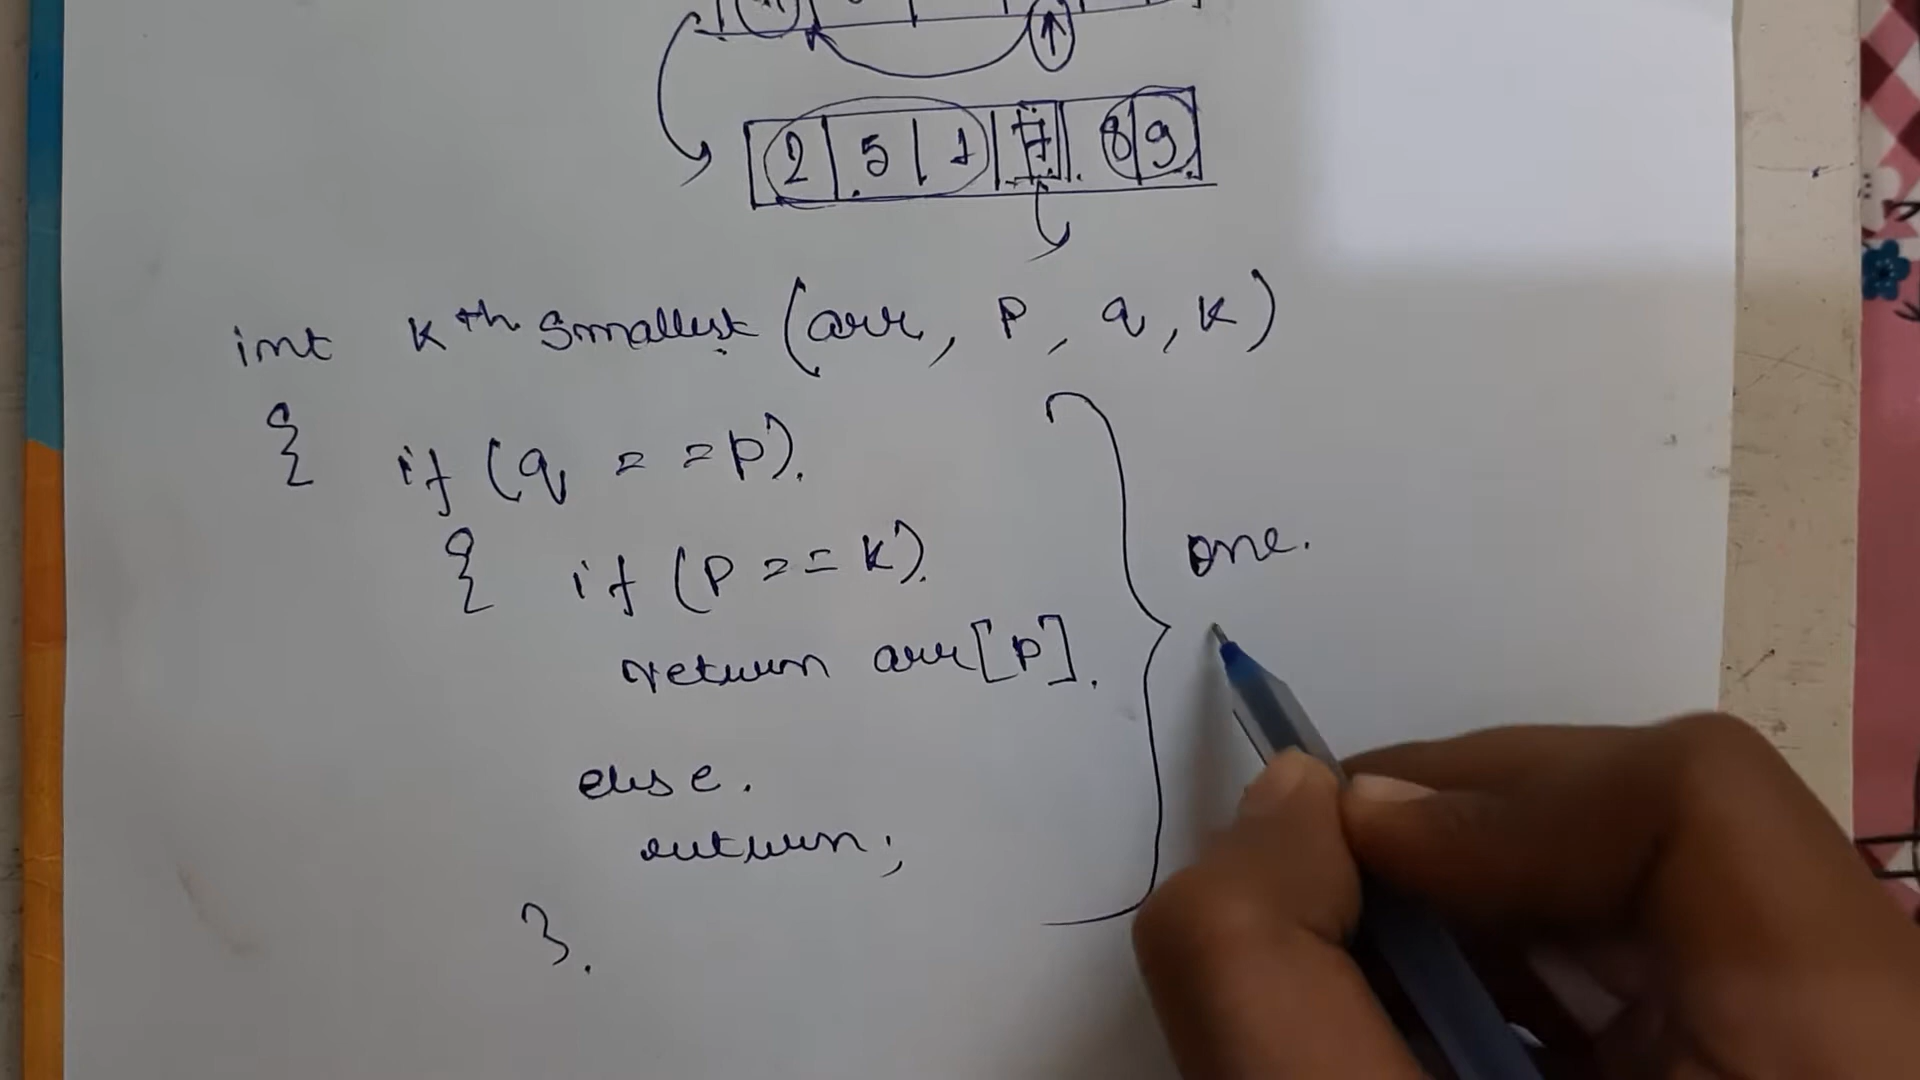 2 5 1 7 8 9
int kth smallest (arr, p, q, k)
{ if (q == p).
{ if (p == k).
return arr[p].
else.
return;
}.
one.